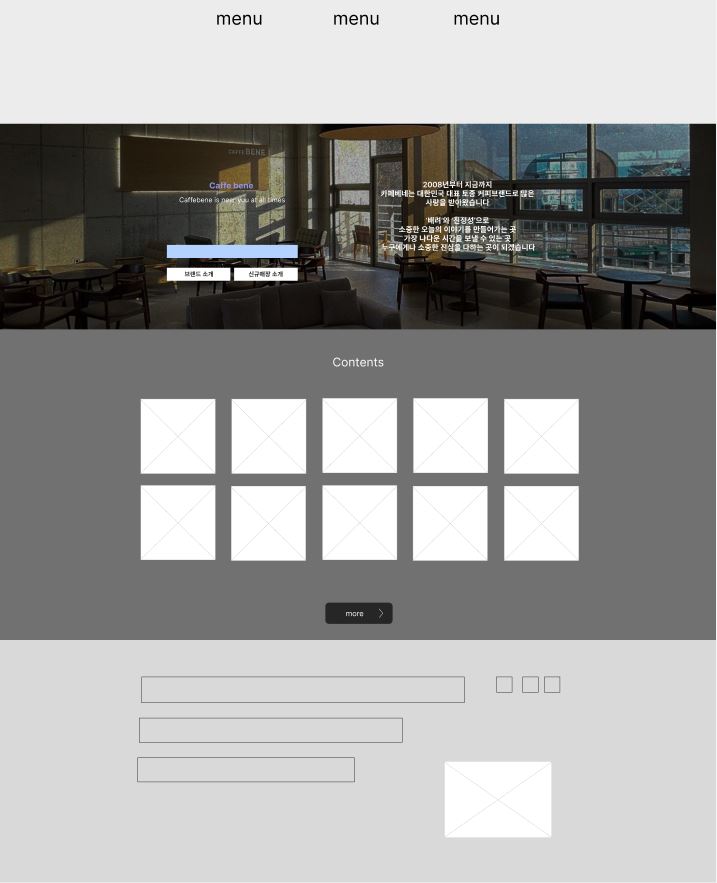 menu menu menu
CAFFE BENE
Caffe bene
Caffebene is near you at all times
브랜드 소개 신규매장 소개
2008년부터 지금까지
카페베네는 대한민국 대표 토종 커피브랜드로 많은
사랑을 받아왔습니다
'배려'와 '진정성'으로
소중한 오늘의 이야기를 만들어가는 곳
가장 나다운 시간을 보낼 수 있는 곳
누구에게나 소중한 진심을 다하는 곳이 되겠습니다
Contents
more